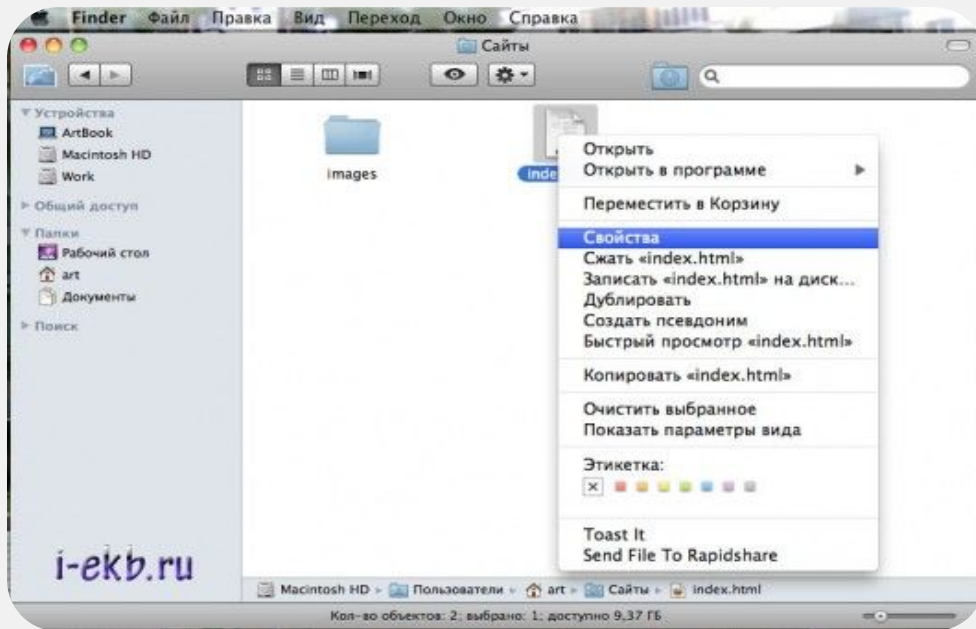 Finder Файл Правка Вид Переход Окно Справка
Сайты
Устройства
ArtBook
Macintosh HD
Work
Общий доступ
Папки
Рабочий стол
art
Документы
Поиск
images
inde
Открыть
Открыть в программе
Переместить в Корзину
Свойства
Сжать «index.html»
Записать «index.html» на диск...
Дублировать
Создать псевдоним
Быстрый просмотр «index.html»
Копировать «index.html»
Очистить выбранное
Показать параметры вида
Этикетка:
Toast It
Send File To Rapidshare
i-ekb.ru
Macintosh HD Пользователи art Сайты index.html
Кол-во объектов: 2; выбрано: 1; доступно 9,37 ГБ